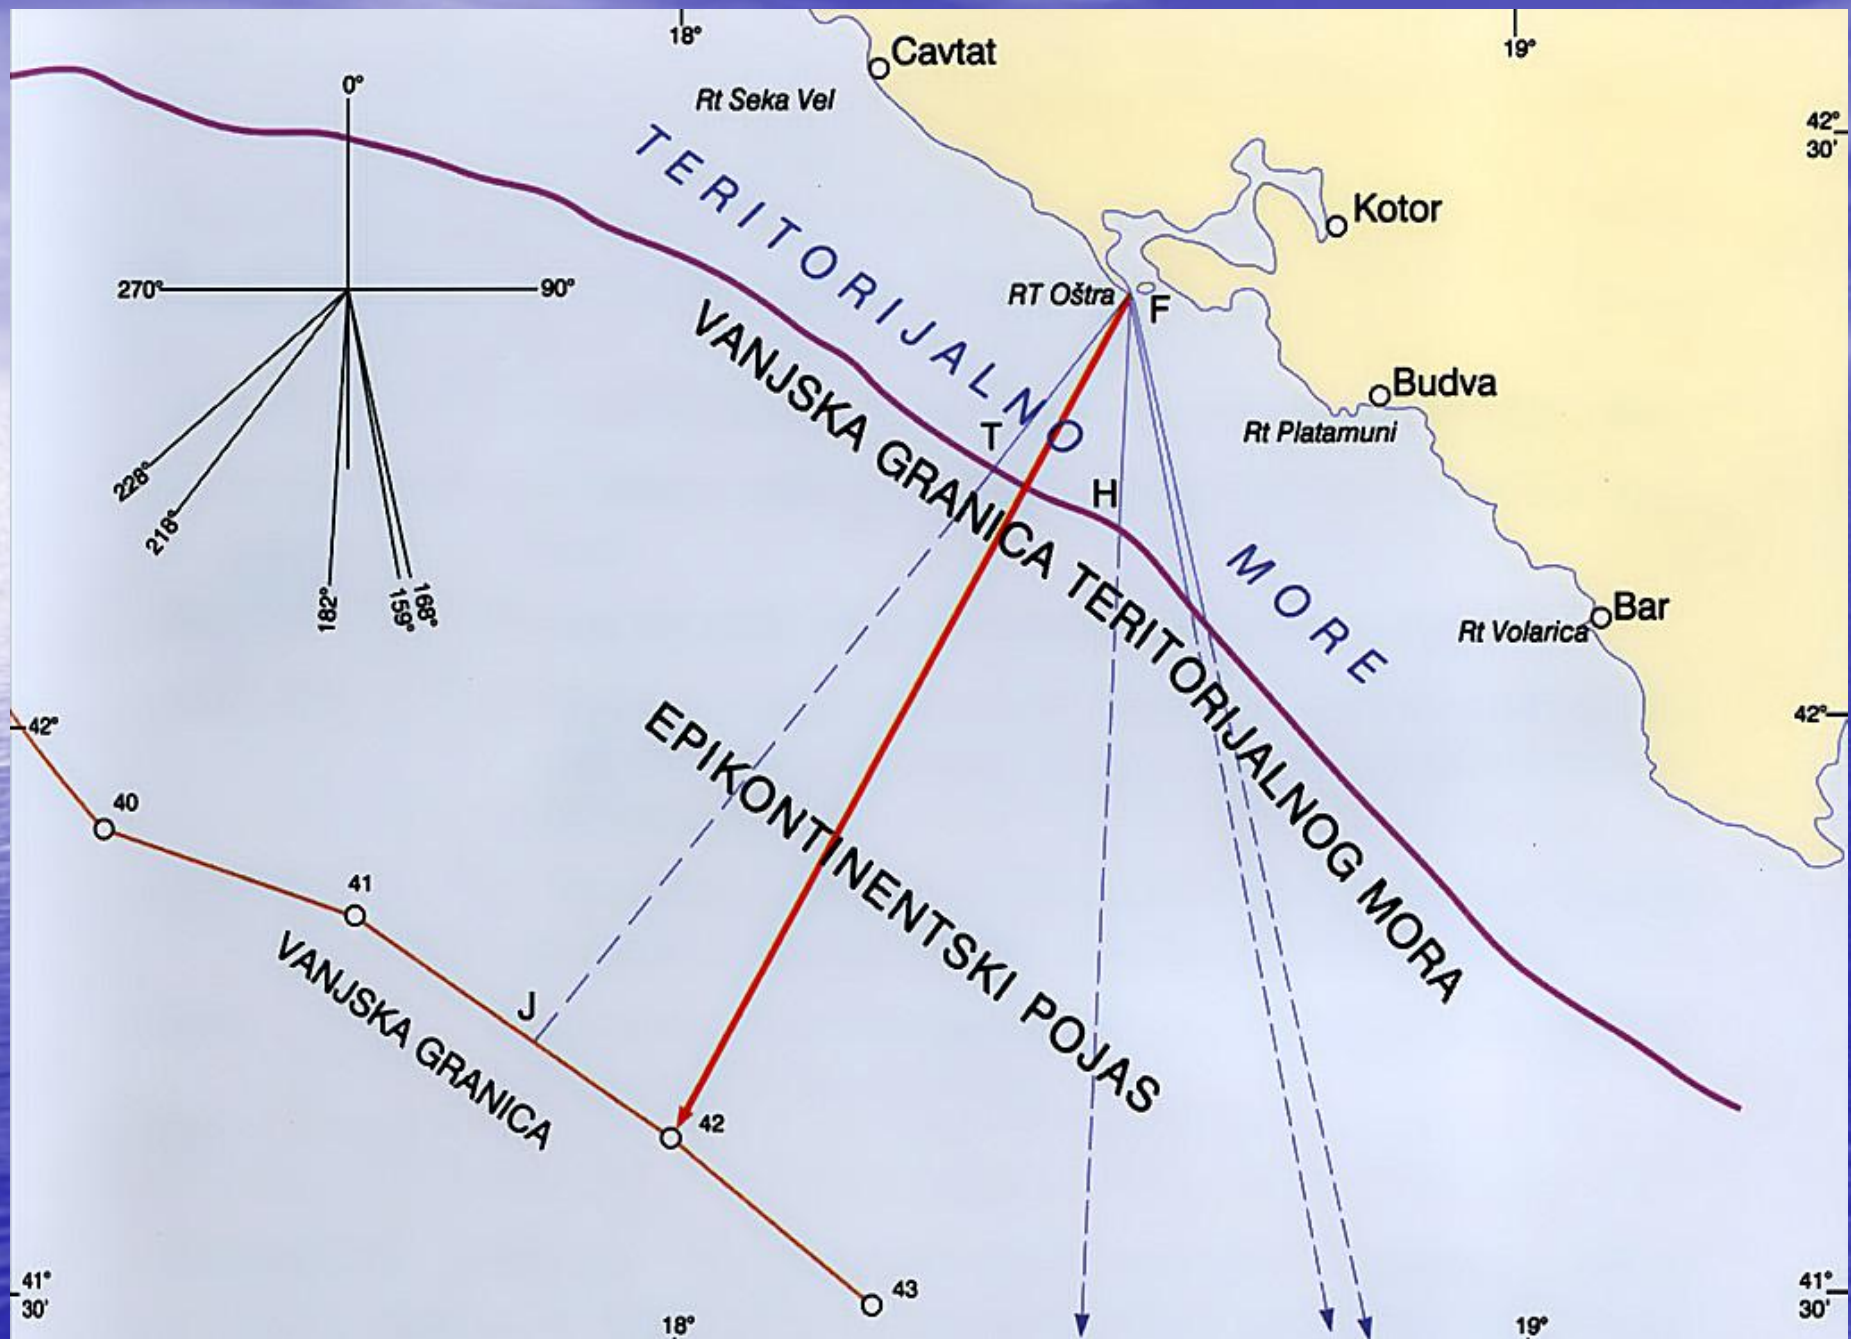 18°
19°
Cavtat
Rt Seka Vel
42°
30'
0°
270°
90°
228°
218°
182°
159°
168°
Kotor
RT Oštra
F
TERITORIJALNO MORE
Budva
Rt Platamuni
T
H
VANJSKA GRANICA TERITORIJALNOG MORA
Bar
Rt Volarica
42°
42°
EPIKONTINENTSKI POJAS
40
41
J
VANJSKA GRANICA
42
43
41°
30'
41°
30'
18°
19°